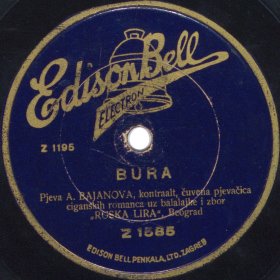 Edison Bell
ELECTRON
Z 1195
BURA
Pjeva A. BAJANOVA, kontraalt, čuvena pjevačica
ciganskih romanca uz balalajke i zbor
„RUSKA LIRA“, Beograd
Z 1585
EDISON BELL PENKALA, LTD. ZAGREB